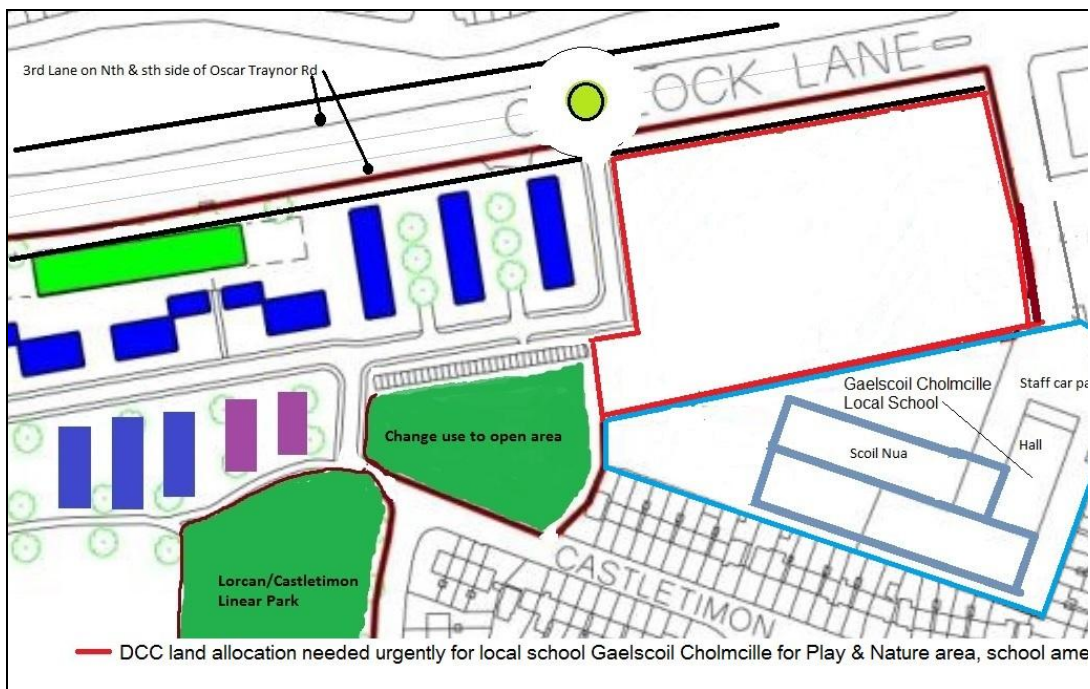 3rd Lane on Nth & sth side of Oscar Traynor Rd
OCK LANE
Gaelscoil Cholmcille
Local School
Staff car pa
Hall
Scoil Nua
Change use to open area
Lorcan/Castletimon
Linear Park
CASTLETIMON
DCC land allocation needed urgently for local school Gaelscoil Cholmcille for Play & Nature area, school ame